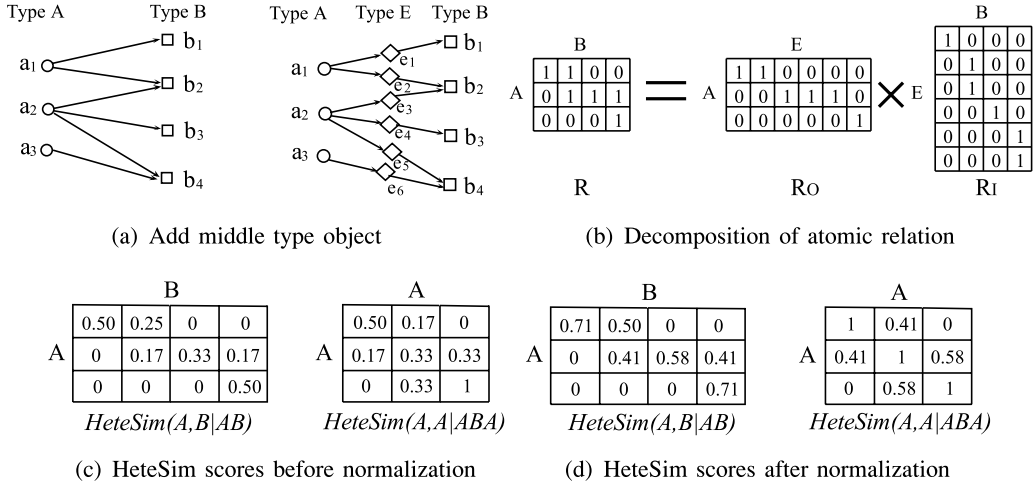 Type A Type B
a1
a2
a3
b1
b2
b3
b4
Type A Type E Type B
a1
a2
a3
e1
e2
e3
e4
e5
e6
b1
b2
b3
b4
(a) Add middle type object
B
A
1 1 0 0
0 1 1 1
0 0 0 1
R
=
E
A
1 1 0 0 0 0
0 0 1 1 1 0
0 0 0 0 0 1
RO
×
B
E
1 0 0 0
0 1 0 0
0 1 0 0
0 0 1 0
0 0 0 1
0 0 0 1
RI
(b) Decomposition of atomic relation
B
A
0.50 0.25 0 0
0 0.17 0.33 0.17
0 0 0 0.50
HeteSim(A,B|AB)
A
0.50 0.17 0
0.17 0.33 0.33
0 0.33 1
HeteSim(A,A|ABA)
(c) HeteSim scores before normalization
B
A
0.71 0.50 0 0
0 0.41 0.58 0.41
0 0 0 0.71
HeteSim(A,B|AB)
A
A
1 0.41 0
0.41 1 0.58
0 0.58 1
HeteSim(A,A|ABA)
(d) HeteSim scores after normalization